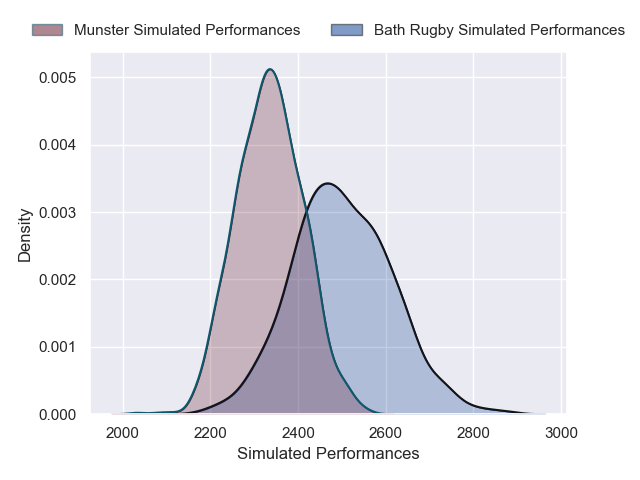 Munster Simulated Performances Bath Rugby Simulated Performances
0.005
0.004
0.003
0.002
0.001
0.000
Density
2000 2200 2400 2600 2800 3000
Simulated Performances